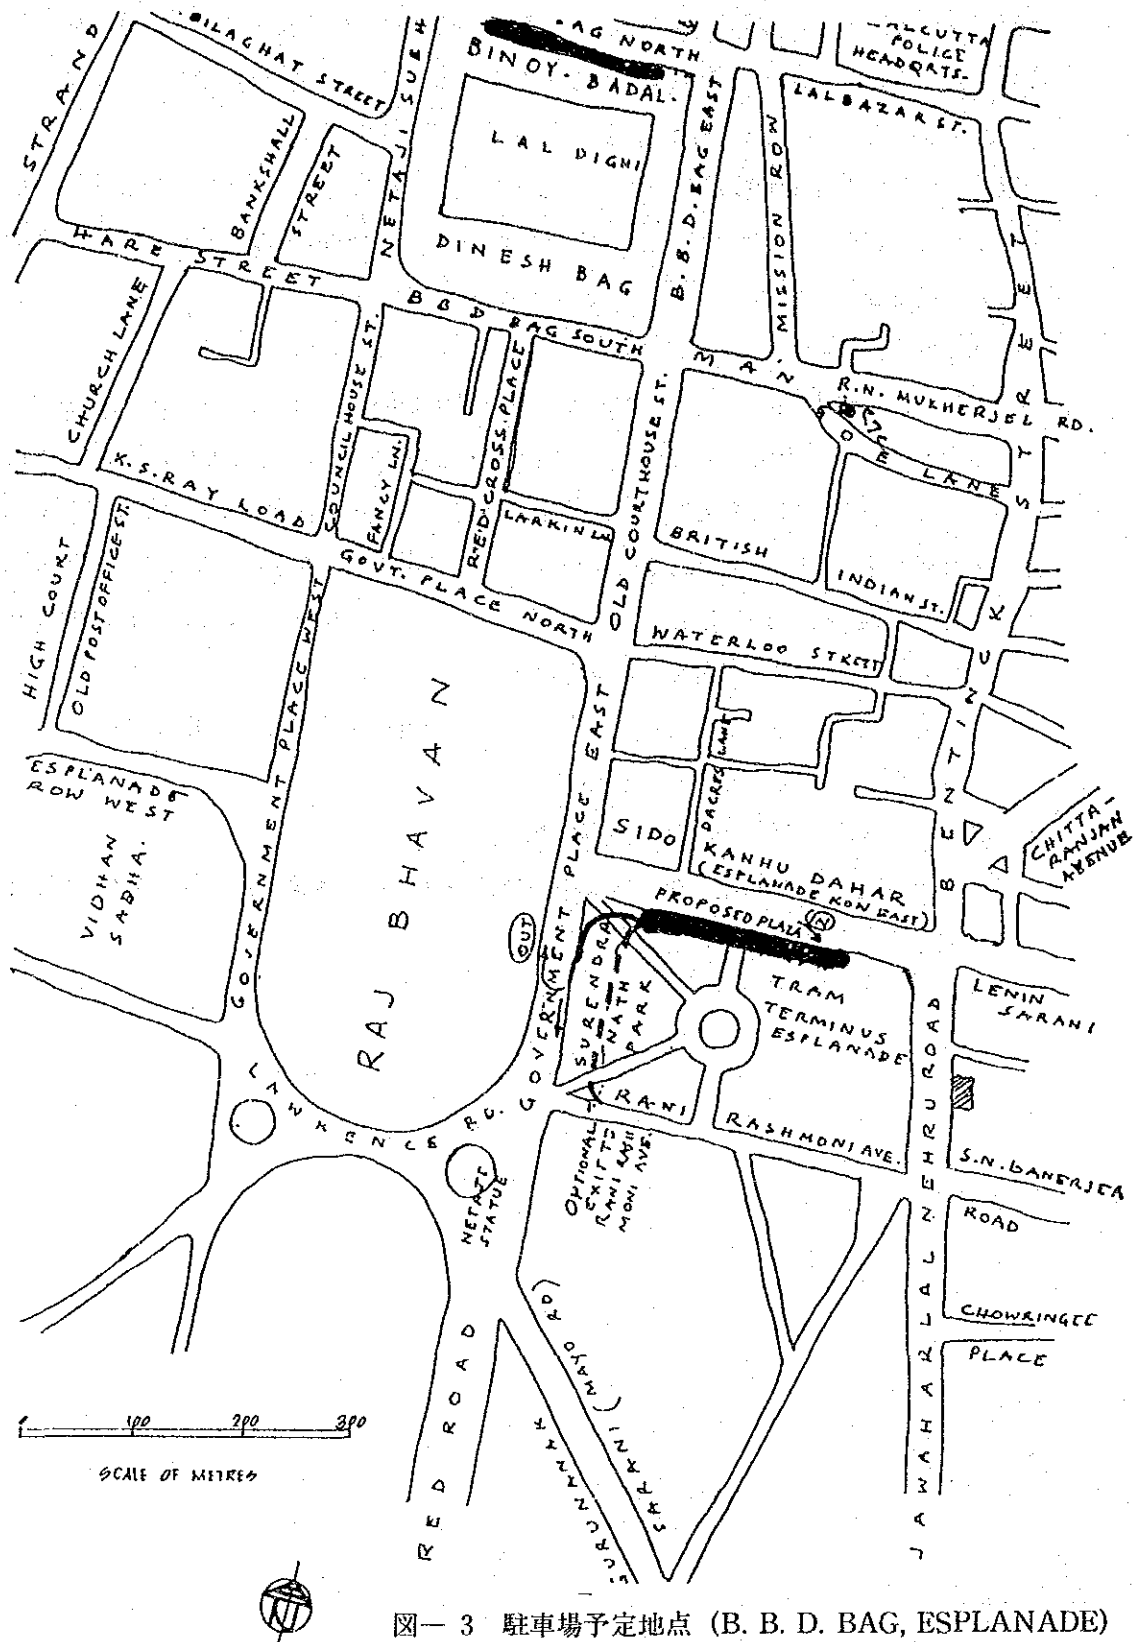 STRAND
BANKSHALL
STREET
NETAJI SUBH
BAG NORTH
BINOY. BADAL.
LAL DIGHI
DINESH BAG
B. B. D. BAG EAST
MISSION ROW
POLICE
HEADQRTS.
LALBAZAR ST.
HARE STREET
CHURCH LANE
COUNCIL HOUSE ST.
B B D BAG SOUTH
RED CROSS PLACE
FANCY LN.
LARKIN LN
OLD COURTHOUSE ST.
MANGOE LANE
R.N. MUKHERJEE RD.
K.S. RAY ROAD
HIGH COURT
OLD POST OFFICE ST.
GOVT. PLACE NORTH
BRITISH
INDIAN ST.
WATERLOO STREET
BENTINCK STREET
GOVERNMENT PLACE WEST
RAJ BHAVAN
GOVERNMENT PLACE EAST
DACRES LANE
ESPLANADE
ROW WEST
VIDHAN
SABHA.
SIDO
KANHU DAHAR
(ESPLANADE ROW EAST)
CHITTA-
RANJAN
AVENUE
PROPOSED PLAZA
IN
OUT
SURENDRA
NATH
PARK
TRAM
TERMINUS
ESPLANADE
LENIN
SARANI
LAWRENCE RD.
NETAJI
STATUE
RANI
RASHMONI AVE.
OPTIONAL
EXIT TO
RANI RASH
MONI AVE.
JAWAHARLAL NEHRU ROAD
S.N. BANERJEA
ROAD
CHOWRINGEE
PLACE
RED ROAD
GURUNANAK
SARANI (MAYO RD)
100 200 300
SCALE OF METRES
N
図― 3 駐車場予定地点 (B. B. D. BAG, ESPLANADE)